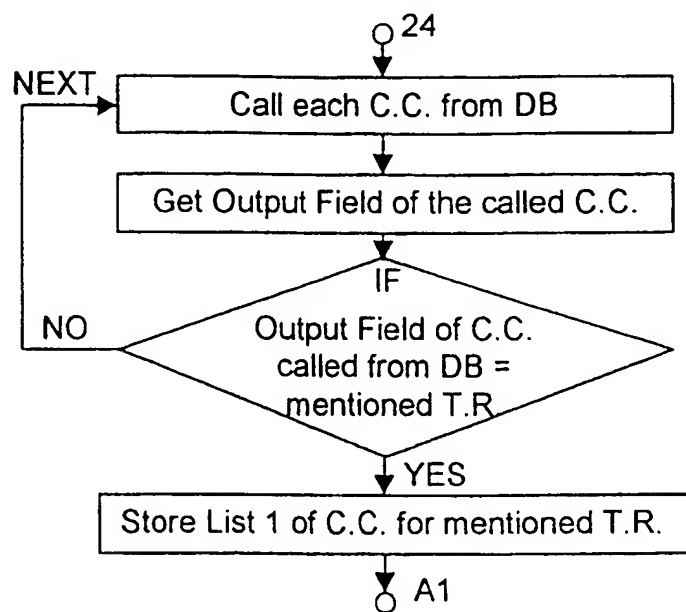 24
NEXT
Call each C.C. from DB
Get Output Field of the called C.C.
IF
NO
Output Field of C.C.
called from DB =
mentioned T.R.
YES
Store List 1 of C.C. for mentioned T.R.
A1